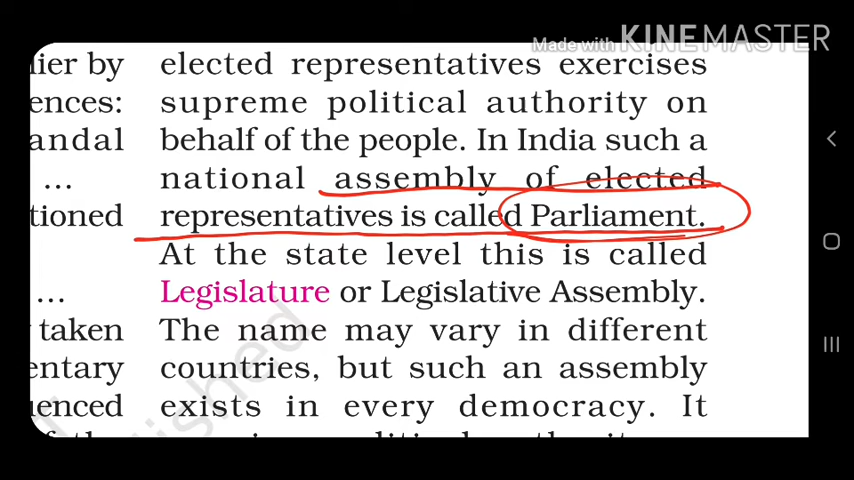 Made with KINEMASTER
lier by
ences:
andal
...
tioned
...
taken
entary
uenced
elected representatives exercises
supreme political authority on
behalf of the people. In India such a
national assembly of elected
representatives is called Parliament.
At the state level this is called
Legislature or Legislative Assembly.
The name may vary in different
countries, but such an assembly
exists in every democracy. It